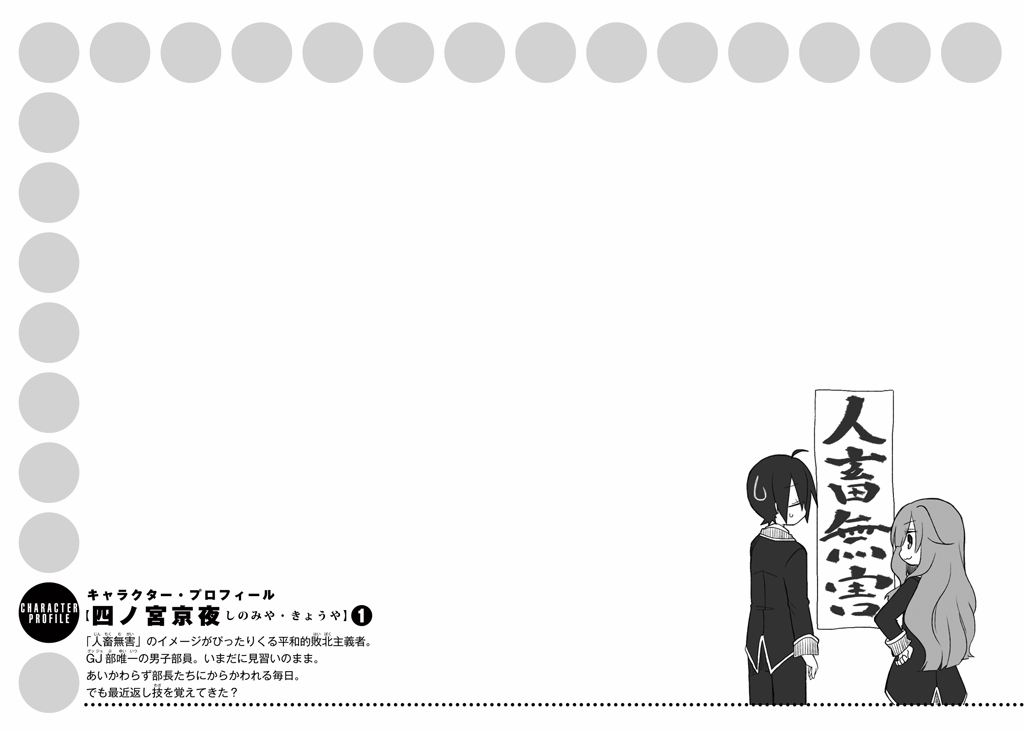 人畜無害
CHARACTER
PROFILE
キャラクター・プロフィール
【四ノ宮京夜 しのみや・きょうや】❶
「人畜無害」のイメージがぴったりくる平和的敗北主義者。
GJ部唯一の男子部員。いまだに見習いのまま。
あいかわらず部長たちにからかわれる毎日。
でも最近返し技を覚えてきた？